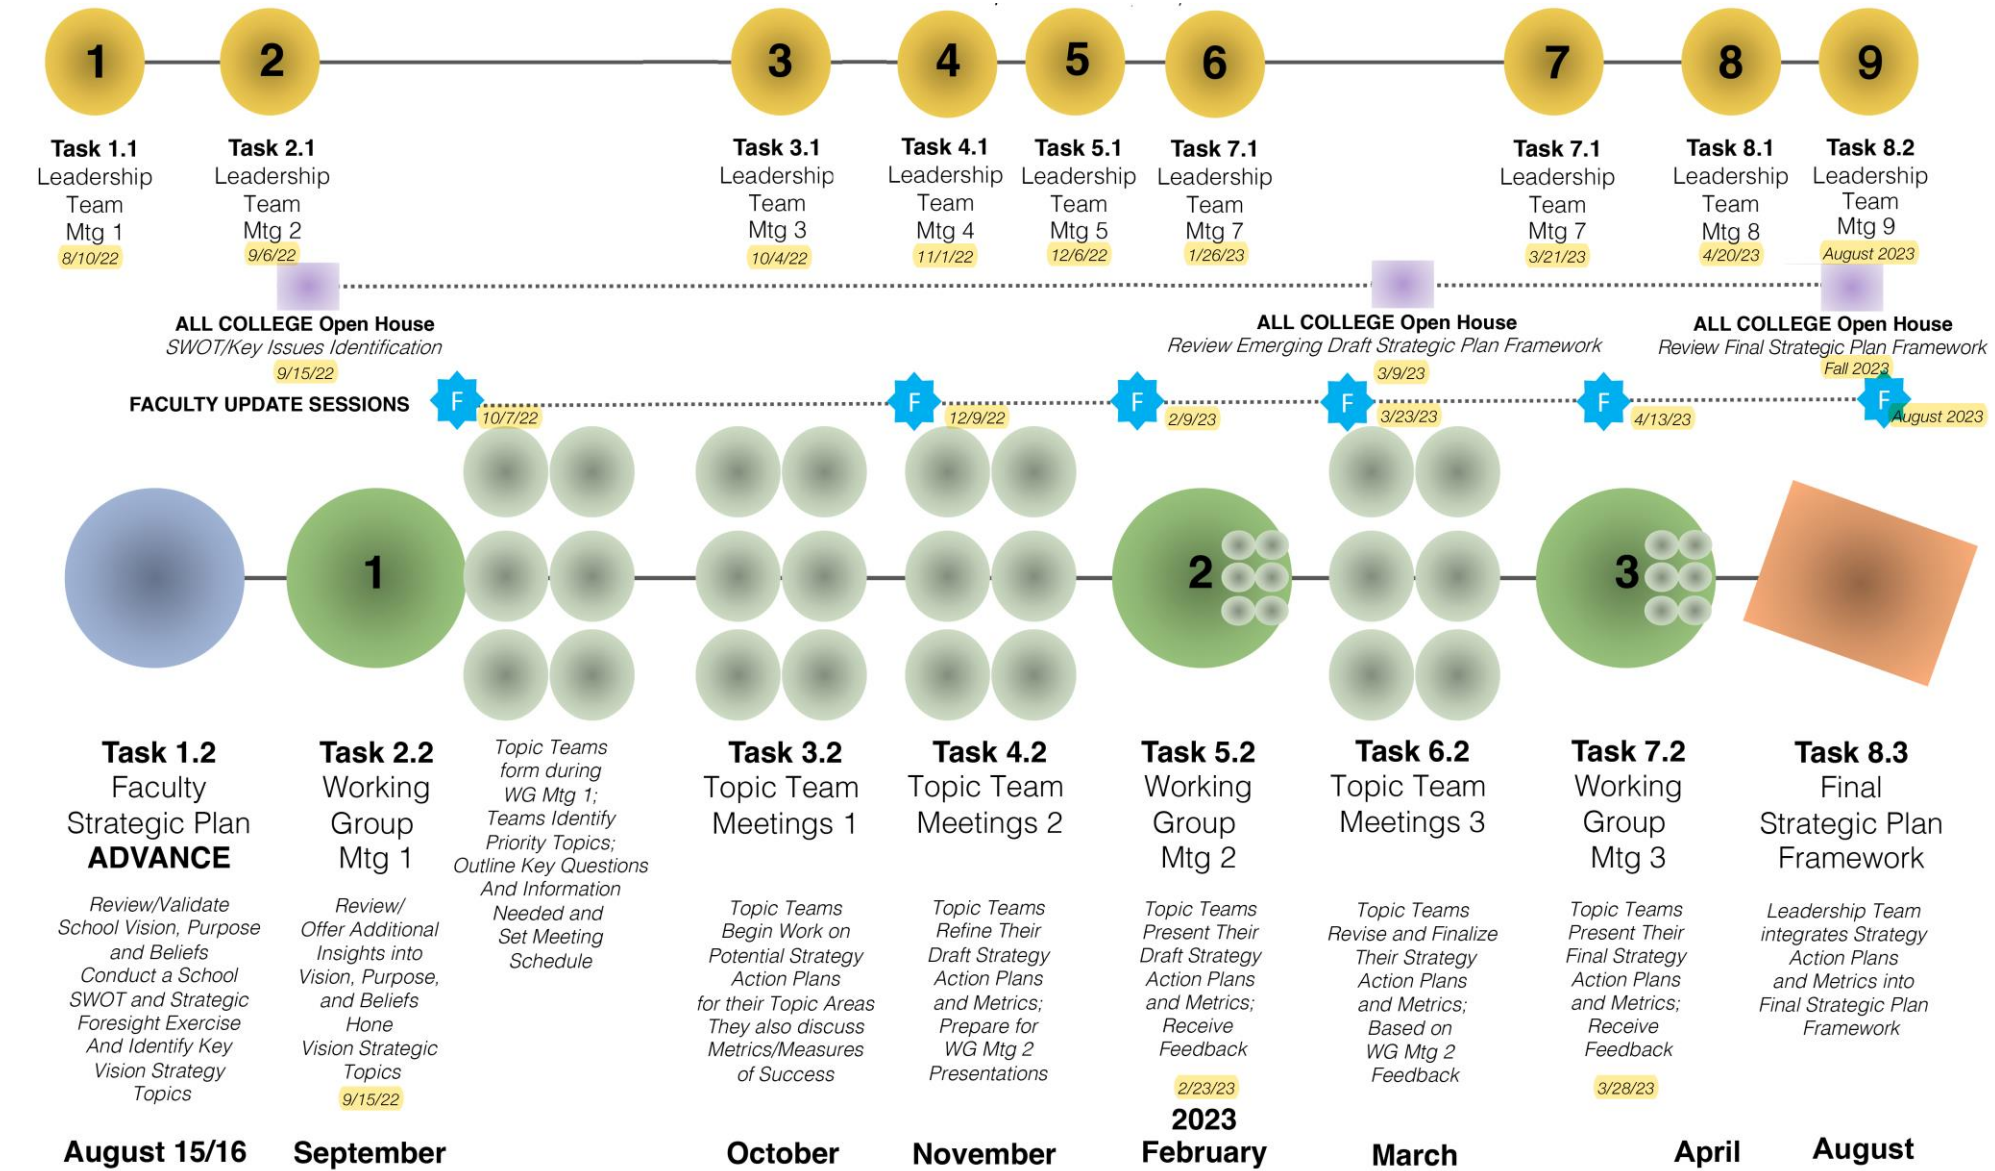 1
2
3
4
5
6
7
8
9
Task 1.1
Leadership
Team
Mtg 1
8/10/22
Task 2.1
Leadership
Team
Mtg 2
9/6/22
Task 3.1
Leadership
Team
Mtg 3
10/4/22
Task 4.1
Leadership
Team
Mtg 4
11/1/22
Task 5.1
Leadership
Team
Mtg 5
12/6/22
Task 7.1
Leadership
Team
Mtg 7
1/26/23
Task 7.1
Leadership
Team
Mtg 7
3/21/23
Task 8.1
Leadership
Team
Mtg 8
4/20/23
Task 8.2
Leadership
Team
Mtg 9
August 2023
ALL COLLEGE Open House
SWOT/Key Issues Identification
9/15/22
ALL COLLEGE Open House
Review Emerging Draft Strategic Plan Framework
3/9/23
ALL COLLEGE Open House
Review Final Strategic Plan Framework
Fall 2023
FACULTY UPDATE SESSIONS
F
10/7/22
F
12/9/22
F
2/9/23
F
3/23/23
F
4/13/23
F
August 2023
1
2
3
Task 1.2
Faculty
Strategic Plan
ADVANCE
Review/Validate
School Vision, Purpose
and Beliefs
Conduct a School
SWOT and Strategic
Foresight Exercise
And Identify Key
Vision Strategy
Topics
August 15/16
Task 2.2
Working
Group
Mtg 1
Review/
Offer Additional
Insights into
Vision, Purpose,
and Beliefs
Hone
Vision Strategic
Topics
9/15/22
September
Topic Teams
form during
WG Mtg 1;
Teams Identify
Priority Topics;
Outline Key Questions
And Information
Needed and
Set Meeting
Schedule
Task 3.2
Topic Team
Meetings 1
Topic Teams
Begin Work on
Potential Strategy
Action Plans
for their Topic Areas
They also discuss
Metrics/Measures
of Success
October
Task 4.2
Topic Team
Meetings 2
Topic Teams
Refine Their
Draft Strategy
Action Plans
and Metrics;
Prepare for
WG Mtg 2
Presentations
November
Task 5.2
Working
Group
Mtg 2
Topic Teams
Present Their
Draft Strategy
Action Plans
and Metrics;
Receive
Feedback
2/23/23
2023
February
Task 6.2
Topic Team
Meetings 3
Topic Teams
Revise and Finalize
Their Strategy
Action Plans
and Metrics;
Based on
WG Mtg 2
Feedback
March
Task 7.2
Working
Group
Mtg 3
Topic Teams
Present Their
Final Strategy
Action Plans
and Metrics;
Receive
Feedback
3/28/23
April
Task 8.3
Final
Strategic Plan
Framework
Leadership Team
integrates Strategy
Action Plans
and Metrics into
Final Strategic Plan
Framework
August